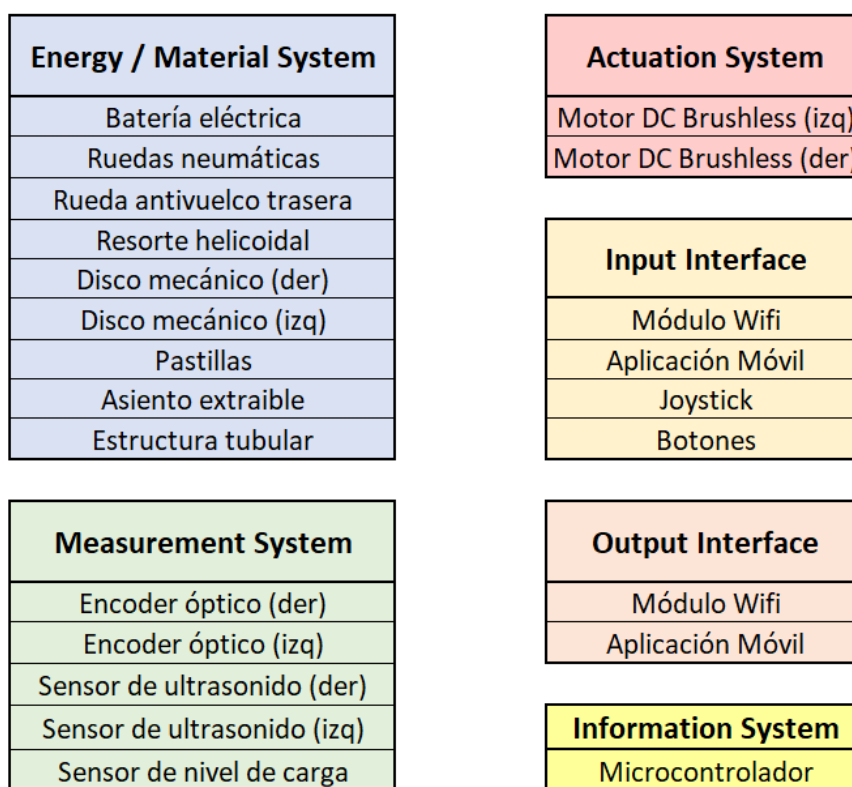 Energy / Material System
Batería eléctrica
Ruedas neumáticas
Rueda antivuelco trasera
Resorte helicoidal
Disco mecánico (der)
Disco mecánico (izq)
Pastillas
Asiento extraible
Estructura tubular
Measurement System
Encoder óptico (der)
Encoder óptico (izq)
Sensor de ultrasonido (der)
Sensor de ultrasonido (izq)
Sensor de nivel de carga
Actuation System
Motor DC Brushless (izq)
Motor DC Brushless (der)
Input Interface
Módulo Wifi
Aplicación Móvil
Joystick
Botones
Output Interface
Módulo Wifi
Aplicación Móvil
Information System
Microcontrolador